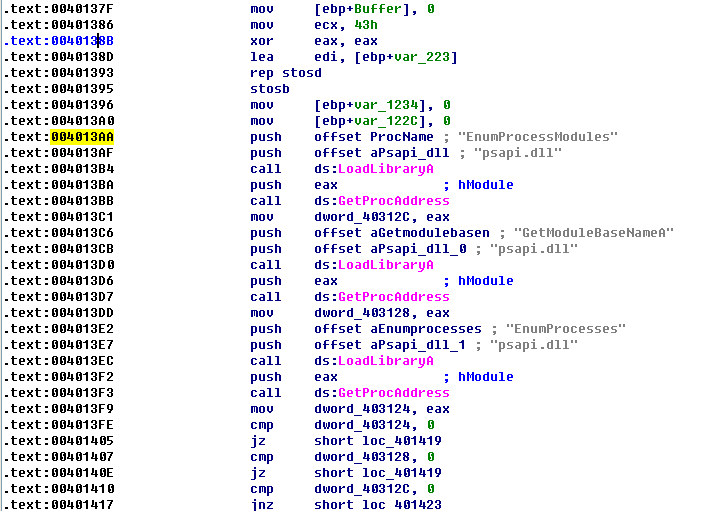 .text:0040137F mov [ebp+Buffer], 0
.text:00401386 mov ecx, 43h
.text:0040138B xor eax, eax
.text:0040138D lea edi, [ebp+var_223]
.text:00401393 rep stosd
.text:00401395 stosb
.text:00401396 mov [ebp+var_1234], 0
.text:004013A0 mov [ebp+var_122C], 0
.text:004013AA push offset ProcName ; "EnumProcessModules"
.text:004013AF push offset aPsapi_dll ; "psapi.dll"
.text:004013B4 call ds:LoadLibraryA
.text:004013BA push eax ; hModule
.text:004013BB call ds:GetProcAddress
.text:004013C1 mov dword_40312C, eax
.text:004013C6 push offset aGetmodulebasen ; "GetModuleBaseNameA"
.text:004013CB push offset aPsapi_dll_0 ; "psapi.dll"
.text:004013D0 call ds:LoadLibraryA
.text:004013D6 push eax ; hModule
.text:004013D7 call ds:GetProcAddress
.text:004013DD mov dword_403128, eax
.text:004013E2 push offset aEnumprocesses ; "EnumProcesses"
.text:004013E7 push offset aPsapi_dll_1 ; "psapi.dll"
.text:004013EC call ds:LoadLibraryA
.text:004013F2 push eax ; hModule
.text:004013F3 call ds:GetProcAddress
.text:004013F9 mov dword_403124, eax
.text:004013FE cmp dword_403124, 0
.text:00401405 jz short loc_401419
.text:00401407 cmp dword_403128, 0
.text:0040140E jz short loc_401419
.text:00401410 cmp dword_40312C, 0
.text:00401417 jnz short loc_401423